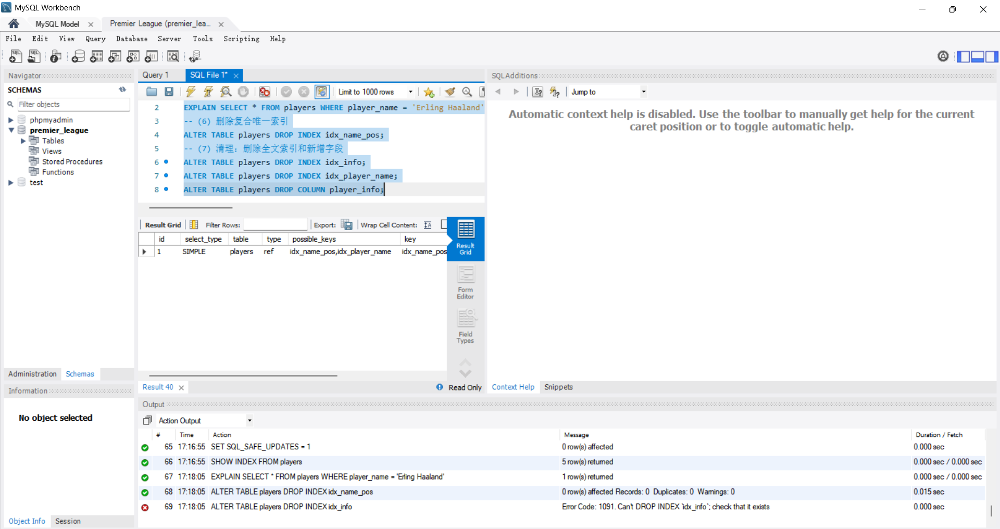 MySQL Workbench
MySQL Model
Premier League (premier_lea...
File Edit View Query Database Server Tools Scripting Help
Navigator
SCHEMAS
Filter objects
phpmyadmin
premier_league
Tables
Views
Stored Procedures
Functions
test
Administration Schemas
Information
No object selected
Object Info Session
Query 1
SQL File 1*
Limit to 1000 rows
2 EXPLAIN SELECT * FROM players WHERE player_name = 'Erling Haaland'
3 -- (6) 删除复合唯一索引
4 ALTER TABLE players DROP INDEX idx_name_pos;
5 -- (7) 清理: 删除全文索引和新增字段
6 ALTER TABLE players DROP INDEX idx_info;
7 ALTER TABLE players DROP INDEX idx_player_name;
8 ALTER TABLE players DROP COLUMN player_info;
Result Grid Filter Rows: Export: Wrap Cell Content:
id select_type table type possible_keys key
1 SIMPLE players ref idx_name_pos,idx_player_name idx_name_pos
Result
Grid
Form
Editor
Field
Types
Result 40
Read Only
SQLAdditions
Jump to
Automatic context help is disabled. Use the toolbar to manually get help for the current
caret position or to toggle automatic help.
Context Help Snippets
Output
Action Output
# Time Action Message Duration / Fetch
65 17:16:55 SET SQL_SAFE_UPDATES = 1 0 row(s) affected 0.000 sec
66 17:16:55 SHOW INDEX FROM players 5 row(s) returned 0.000 sec / 0.000 sec
67 17:18:05 EXPLAIN SELECT * FROM players WHERE player_name = 'Erling Haaland' 1 row(s) returned 0.000 sec / 0.000 sec
68 17:18:05 ALTER TABLE players DROP INDEX idx_name_pos 0 row(s) affected Records: 0 Duplicates: 0 Warnings: 0 0.015 sec
69 17:18:05 ALTER TABLE players DROP INDEX idx_info Error Code: 1091. Can't DROP INDEX `idx_info`; check that it exists 0.000 sec